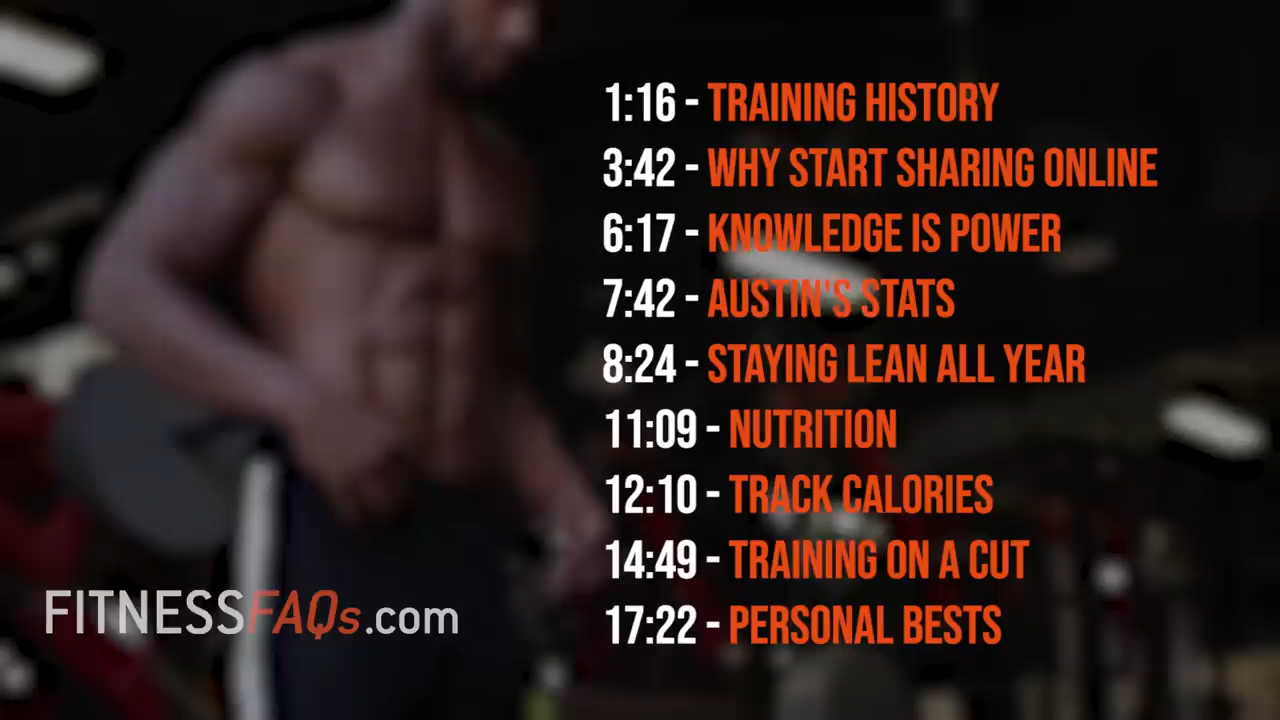 1:16 - TRAINING HISTORY
3:42 - WHY START SHARING ONLINE
6:17 - KNOWLEDGE IS POWER
7:42 - AUSTIN'S STATS
8:24 - STAYING LEAN ALL YEAR
11:09 - NUTRITION
12:10 - TRACK CALORIES
14:49 - TRAINING ON A CUT
17:22 - PERSONAL BESTS
FITNESSFAQs.com